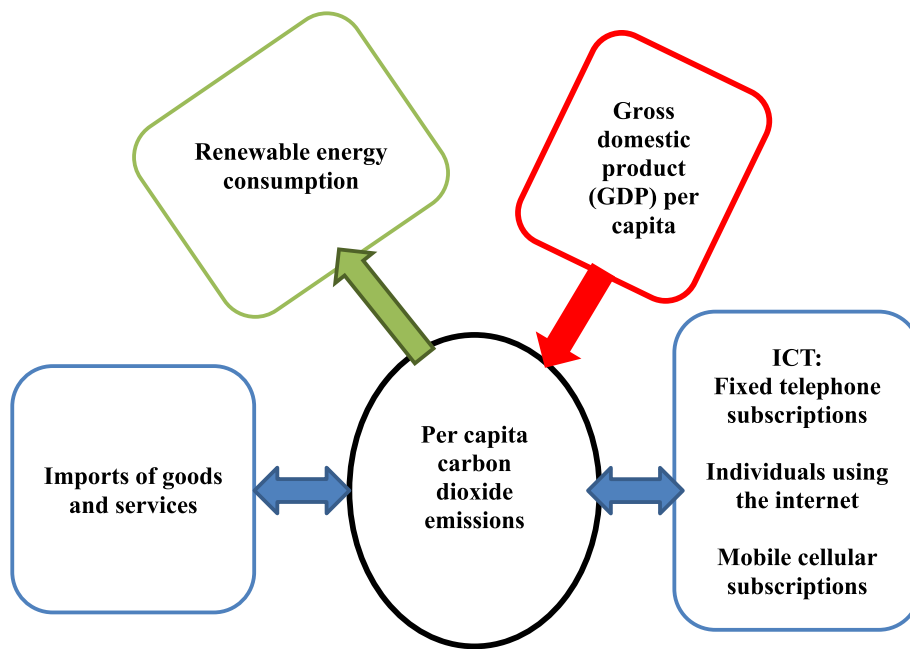 Renewable energy
consumption
Gross
domestic
product
(GDP) per
capita
Imports of goods
and services
Per capita
carbon
dioxide
emissions
ICT:
Fixed telephone
subscriptions
Individuals using
the internet
Mobile cellular
subscriptions